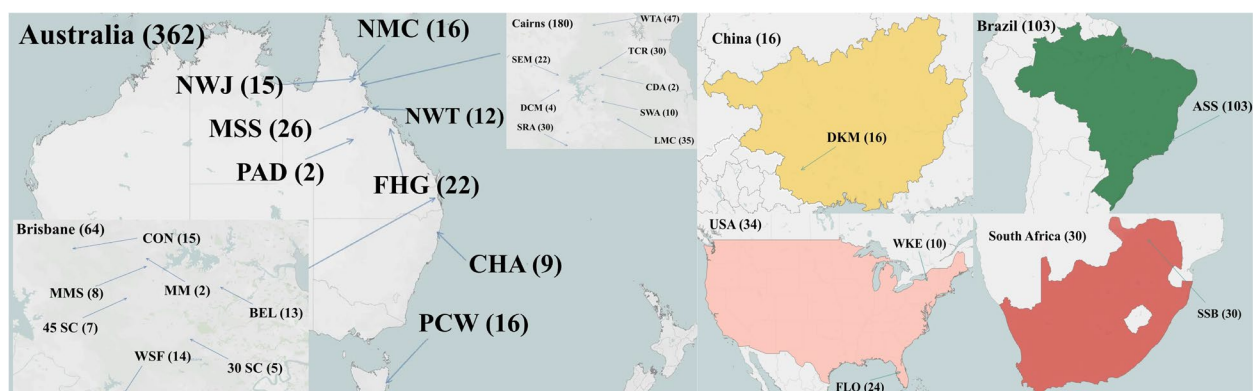 Australia (362)
NMC (16)
NWJ (15)
MSS (26)
NWT (12)
PAD (2)
FHG (22)
CHA (9)
PCW (16)
Cairns (180)
WTA (47)
TCR (30)
SEM (22)
CDA (2)
DCM (4)
SWA (10)
SRA (30)
LMC (35)
Brisbane (64)
CON (15)
MMS (8)
MM (2)
BEL (13)
45 SC (7)
WSF (14)
30 SC (5)
China (16)
DKM (16)
Brazil (103)
ASS (103)
USA (34)
WKE (10)
FLO (24)
South Africa (30)
SSB (30)